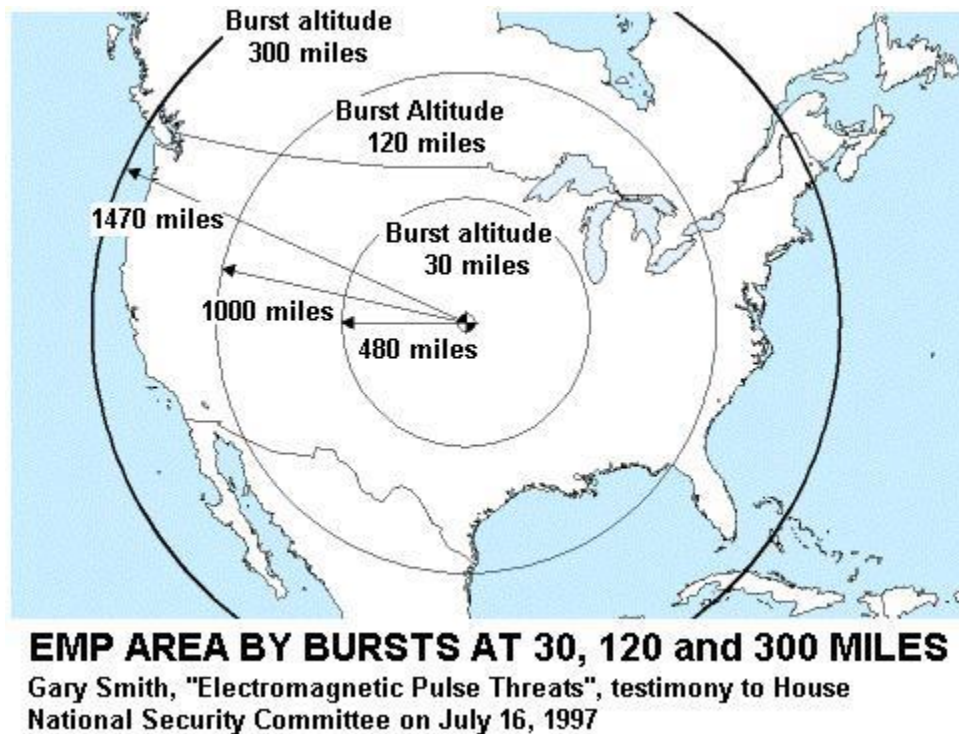 Burst altitude
300 miles
Burst Altitude
120 miles
1470 miles
Burst altitude
30 miles
1000 miles
480 miles
EMP AREA BY BURSTS AT 30, 120 and 300 MILES
Gary Smith, "Electromagnetic Pulse Threats", testimony to House
National Security Committee on July 16, 1997